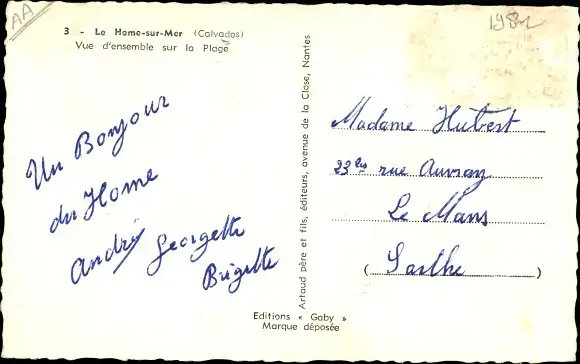 AA
3 - Le Home-sur-Mer (Calvados)
Vue d'ensemble sur la Plage
Un Bonjour
du Home
André Georgette
Brigitte
Artaud père et fils, éditeurs, avenue de la Close, Nantes
Editions « Gaby »
Marque déposée
Madame Hubert
33 bis rue Auvray
Le Mans
(Sarthe)